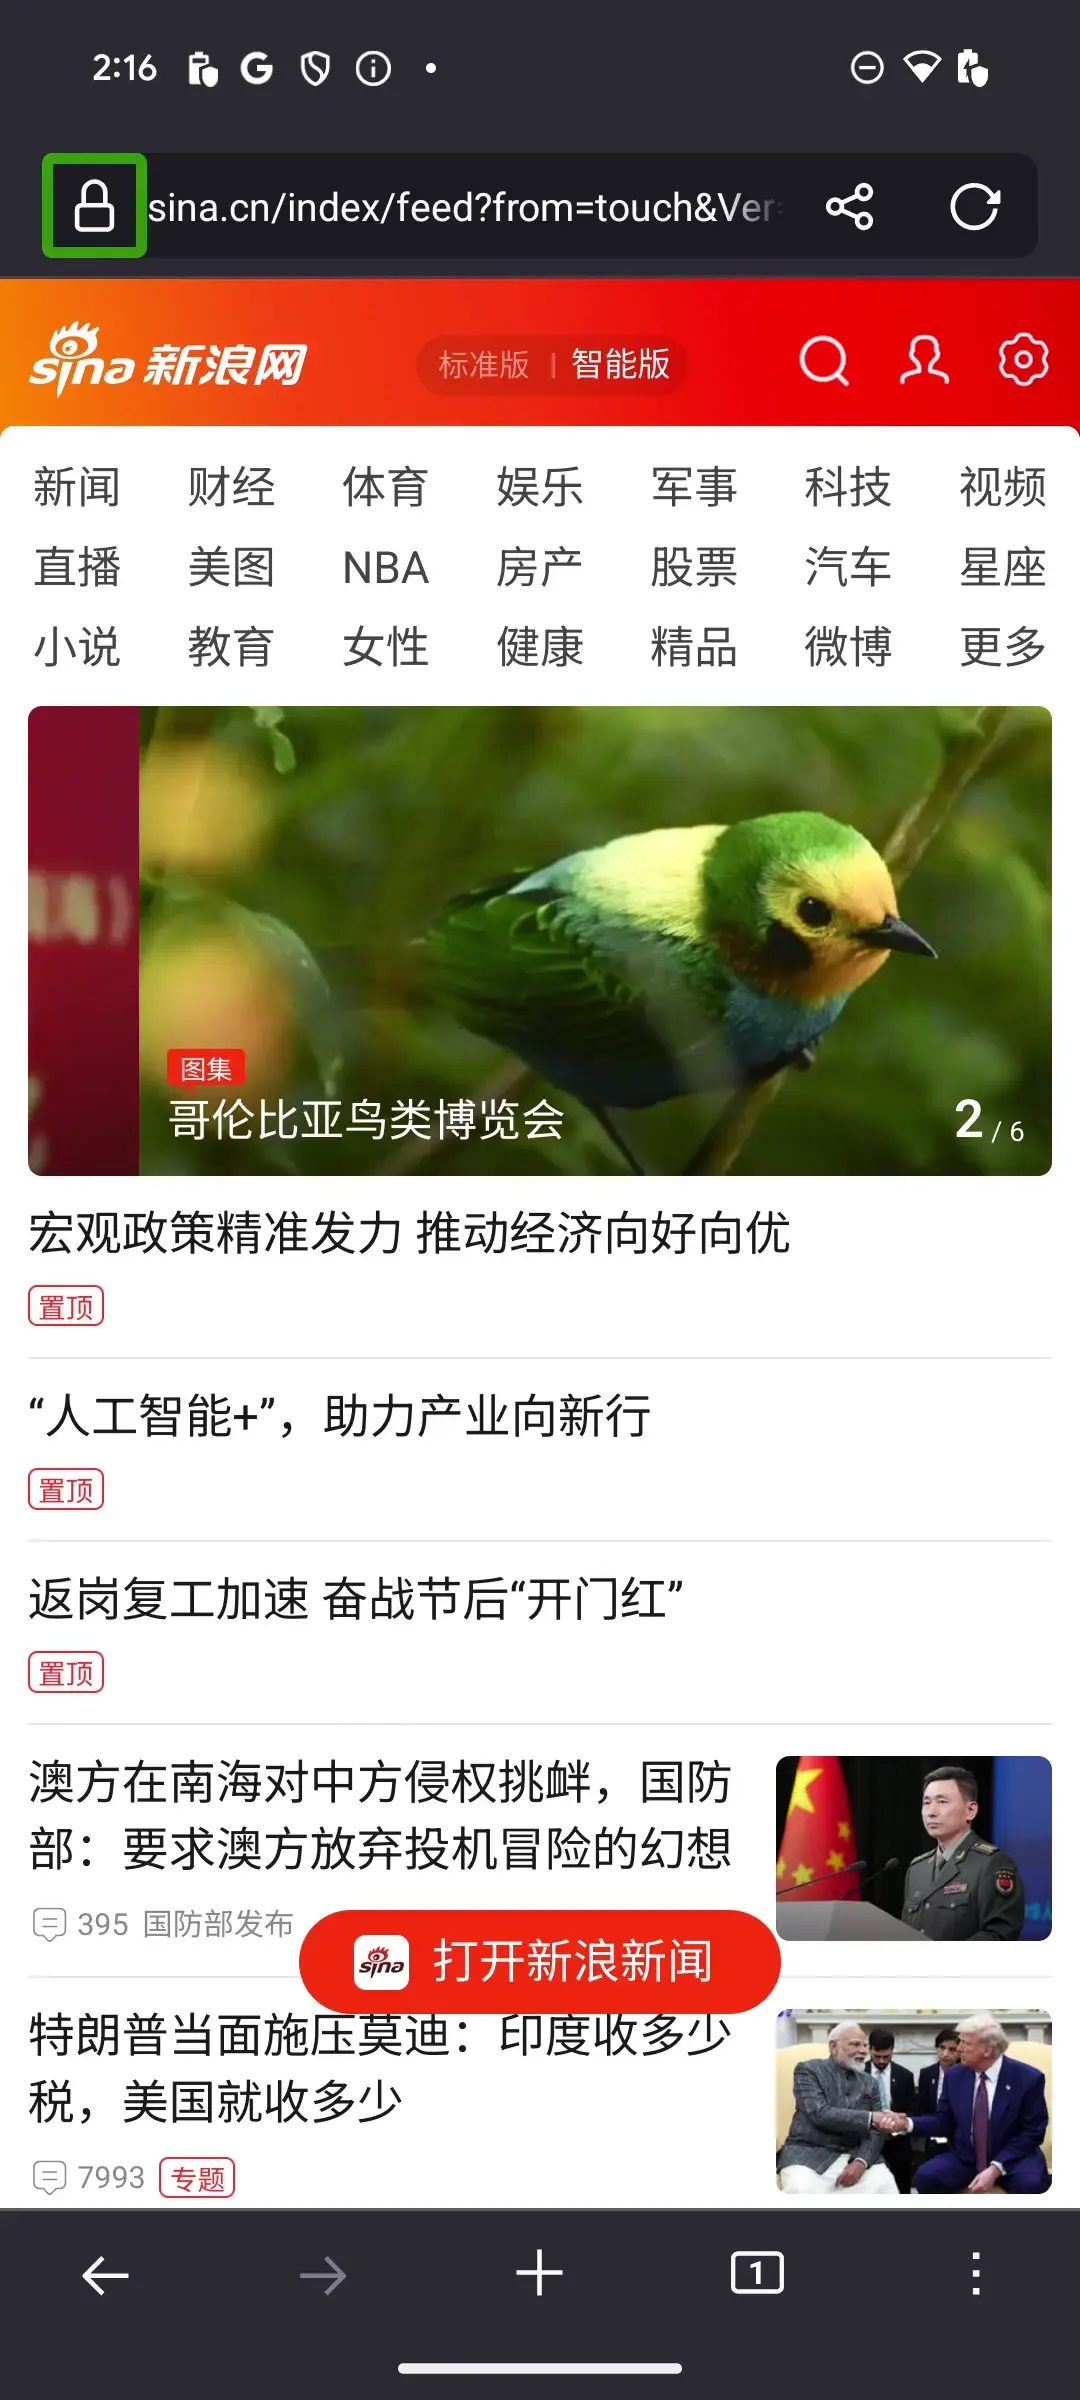 2:16
sina.cn/index/feed?from=touch&Ver=
sina 新浪网
标准版 | 智能版
新闻 财经 体育 娱乐 军事 科技 视频
直播 美图 NBA 房产 股票 汽车 星座
小说 教育 女性 健康 精品 微博 更多
图集
哥伦比亚鸟类博览会
2 / 6
宏观政策精准发力 推动经济向好向优
置顶
“人工智能+”，助力产业向新行
置顶
返岗复工加速 奋战节后“开门红”
置顶
澳方在南海对中方侵权挑衅，国防
部：要求澳方放弃投机冒险的幻想
395 国防部发布
sina 打开新浪新闻
特朗普当面施压莫迪：印度收多少
税，美国就收多少
7993 专题
1